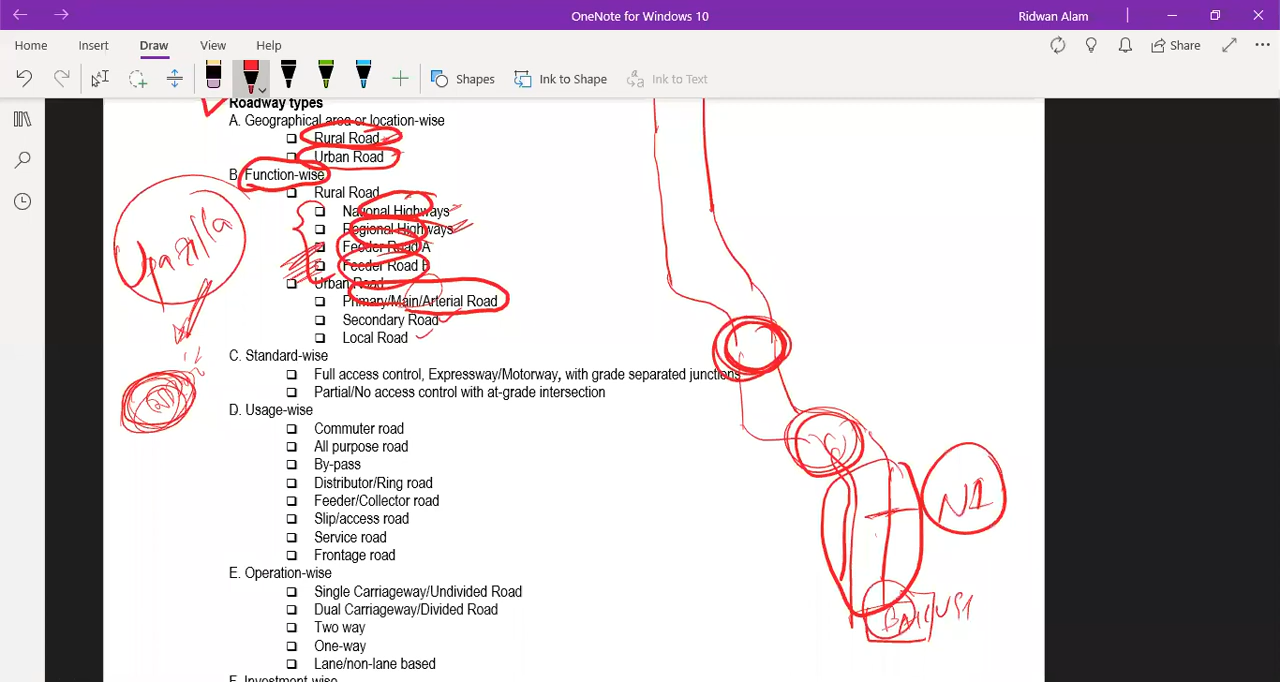 OneNote for Windows 10
Ridwan Alam
Home Insert Draw View Help
Share
Shapes Ink to Shape Ink to Text
Roadway types
A. Geographical area or location-wise
Rural Road
Urban Road
B. Function-wise
Rural Road
National Highways
Regional Highways
Feeder Road A
Feeder Road B
Urban Road
Primary/Main/Arterial Road
Secondary Road
Local Road
Upazilla
C. Standard-wise
Full access control, Expressway/Motorway, with grade separated junctions
Partial/No access control with at-grade intersection
D. Usage-wise
Commuter road
All purpose road
By-pass
Distributor/Ring road
Feeder/Collector road
Slip/access road
Service road
Frontage road
N1
E. Operation-wise
Single Carriageway/Undivided Road
Dual Carriageway/Divided Road
Two way
One-way
Lane/non-lane based
F. Investment-wise